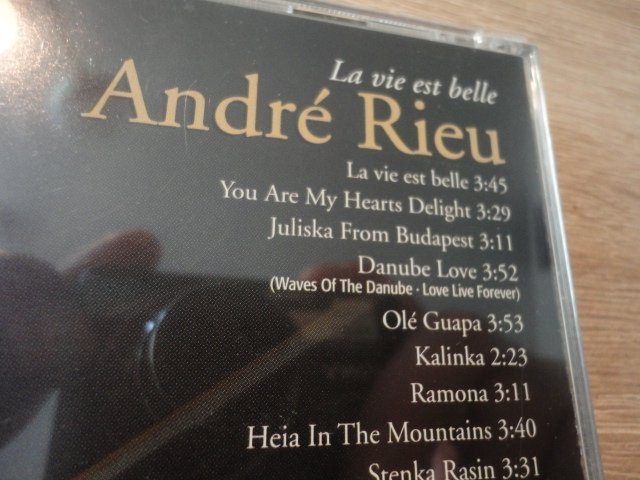 La vie est belle
André Rieu
La vie est belle 3:45
You Are My Hearts Delight 3:29
Juliska From Budapest 3:11
Danube Love 3:52
(Waves Of The Danube · Love Live Forever)
Olé Guapa 3:53
Kalinka 2:23
Ramona 3:11
Heia In The Mountains 3:40
Stenka Rasin 3:31